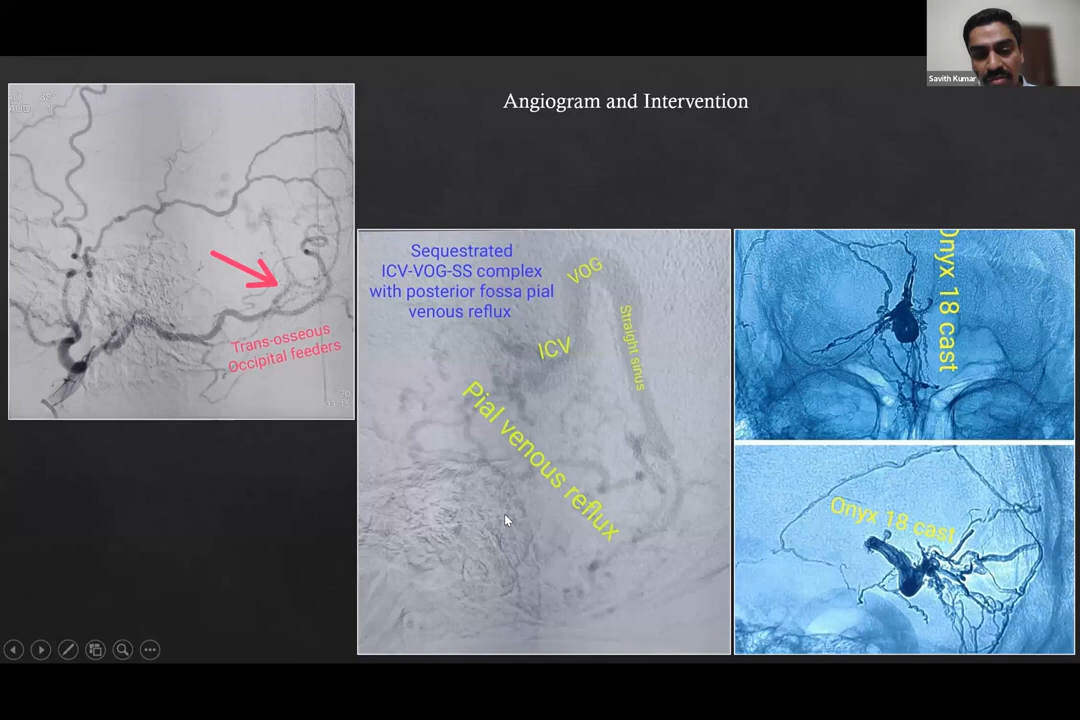 Savith Kumar
Angiogram and Intervention
Trans-osseous
Occipital feeders
Sequestrated
ICV-VOG-SS complex
with posterior fossa pial
venous reflux
VOG
Straight sinus
ICV
Pial venous reflux
Onyx 18 cast
Onyx 18 cast